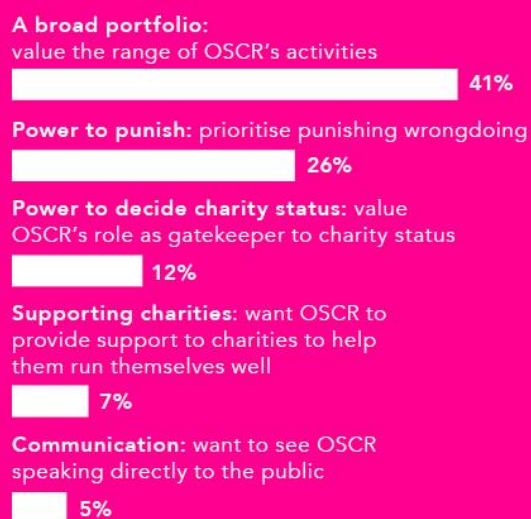 A broad portfolio:
value the range of OSCR's activities
41%
Power to punish: prioritise punishing wrongdoing
26%
Power to decide charity status: value
OSCR's role as gatekeeper to charity status
12%
Supporting charities: want OSCR to
provide support to charities to help
them run themselves well
7%
Communication: want to see OSCR
speaking directly to the public
5%